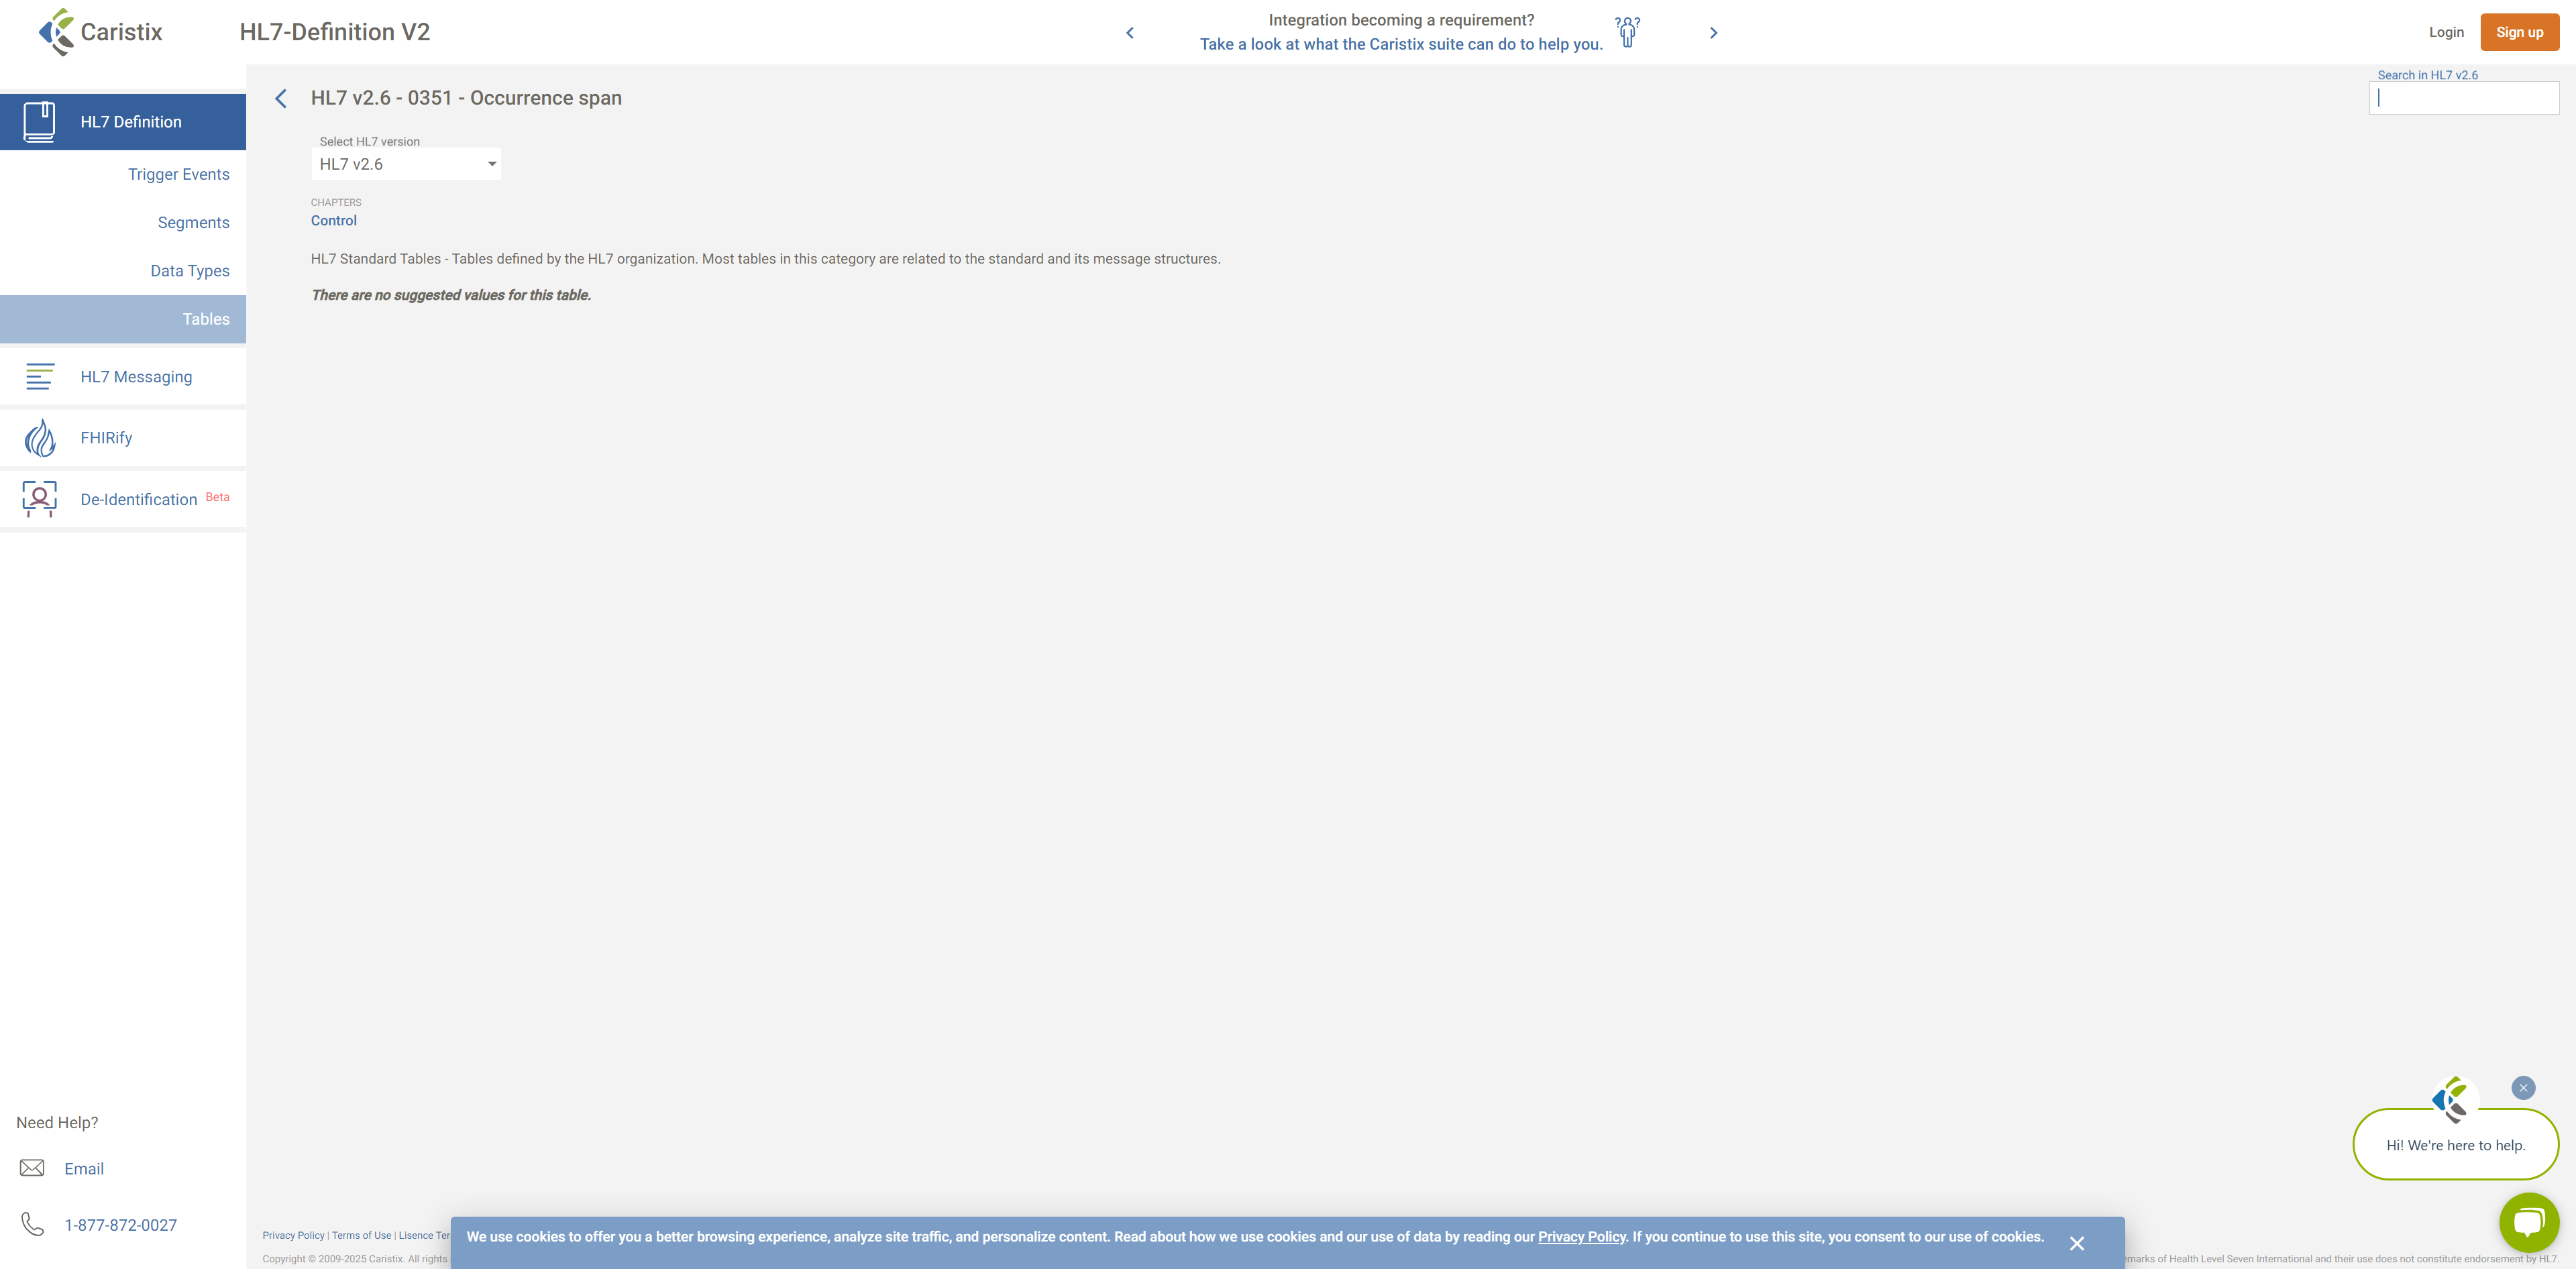 Caristix
HL7-Definition V2
Integration becoming a requirement?
Take a look at what the Caristix suite can do to help you.
Login
Sign up
HL7 Definition
Trigger Events
Segments
Data Types
Tables
HL7 Messaging
FHIRify
De-Identification Beta
Need Help?
Email
1-877-872-0027
HL7 v2.6 - 0351 - Occurrence span
Search in HL7 v2.6
Select HL7 version
HL7 v2.6
CHAPTERS
Control
HL7 Standard Tables - Tables defined by the HL7 organization. Most tables in this category are related to the standard and its message structures.
There are no suggested values for this table.
Hi! We're here to help.
Privacy Policy | Terms of Use | Lisence Ter
We use cookies to offer you a better browsing experience, analyze site traffic, and personalize content. Read about how we use cookies and our use of data by reading our Privacy Policy. If you continue to use this site, you consent to our use of cookies.
Copyright © 2009-2025 Caristix. All rights
emarks of Health Level Seven International and their use does not constitute endorsement by HL7.